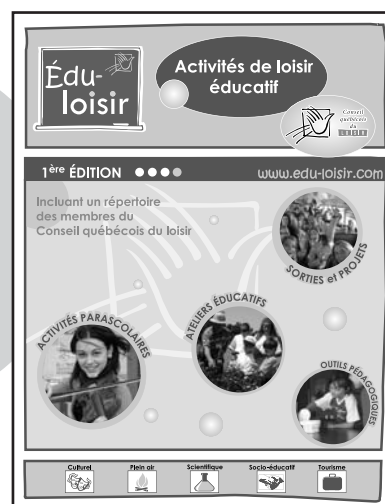 Édu-
loisir
Activités de loisir
éducatif
Conseil
québécois
du
LOISIR
1ère ÉDITION
www.edu-loisir.com
Incluant un répertoire
des membres du
Conseil québécois du loisir
SORTIES et PROJETS
ATELIERS ÉDUCATIFS
ACTIVITÉS PARASCOLAIRES
OUTILS PÉDAGOGIQUES
Culturel
Plein air
Scientifique
Socio-éducatif
Tourisme